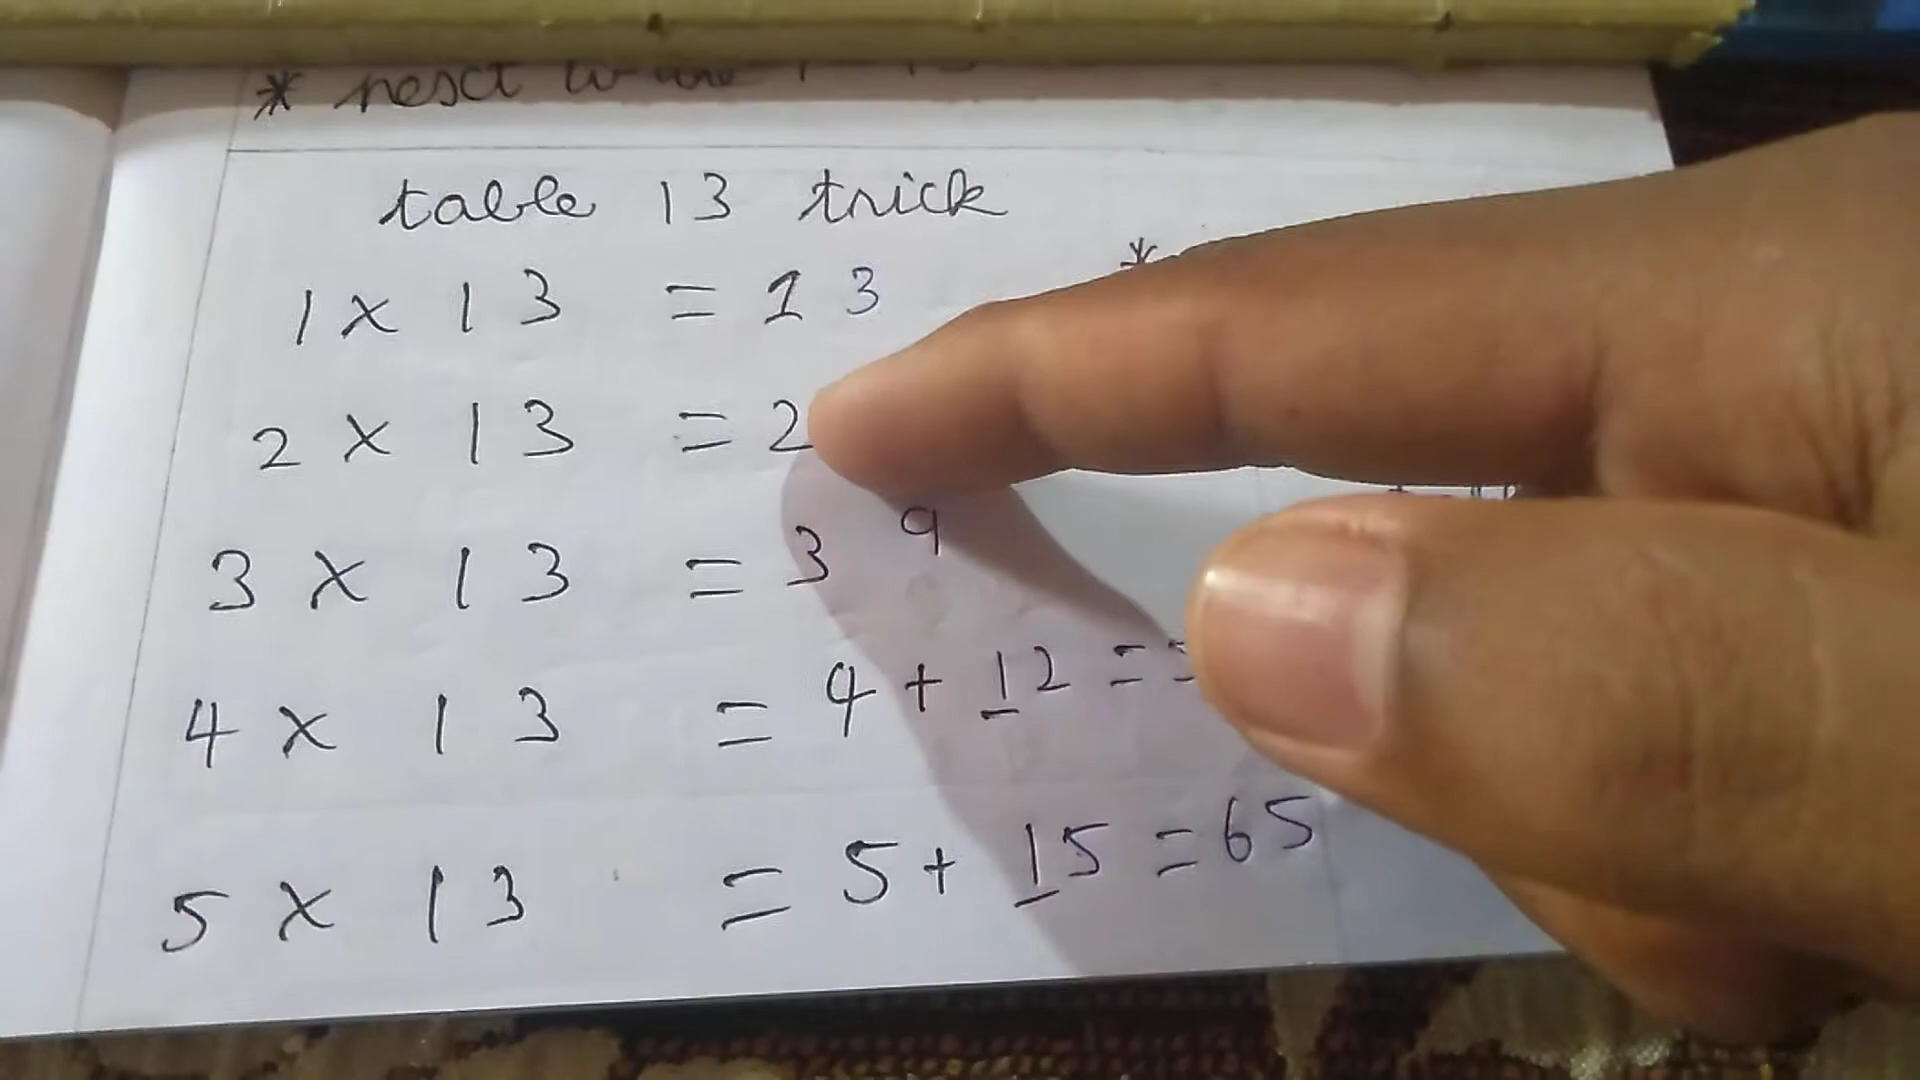 * next
table 13 trick
1 x 13 = 13
2 x 13 = 2
3 x 13 = 3 9
4 x 13 = 4 + 12 =
5 x 13 = 5 + 15 = 65
*